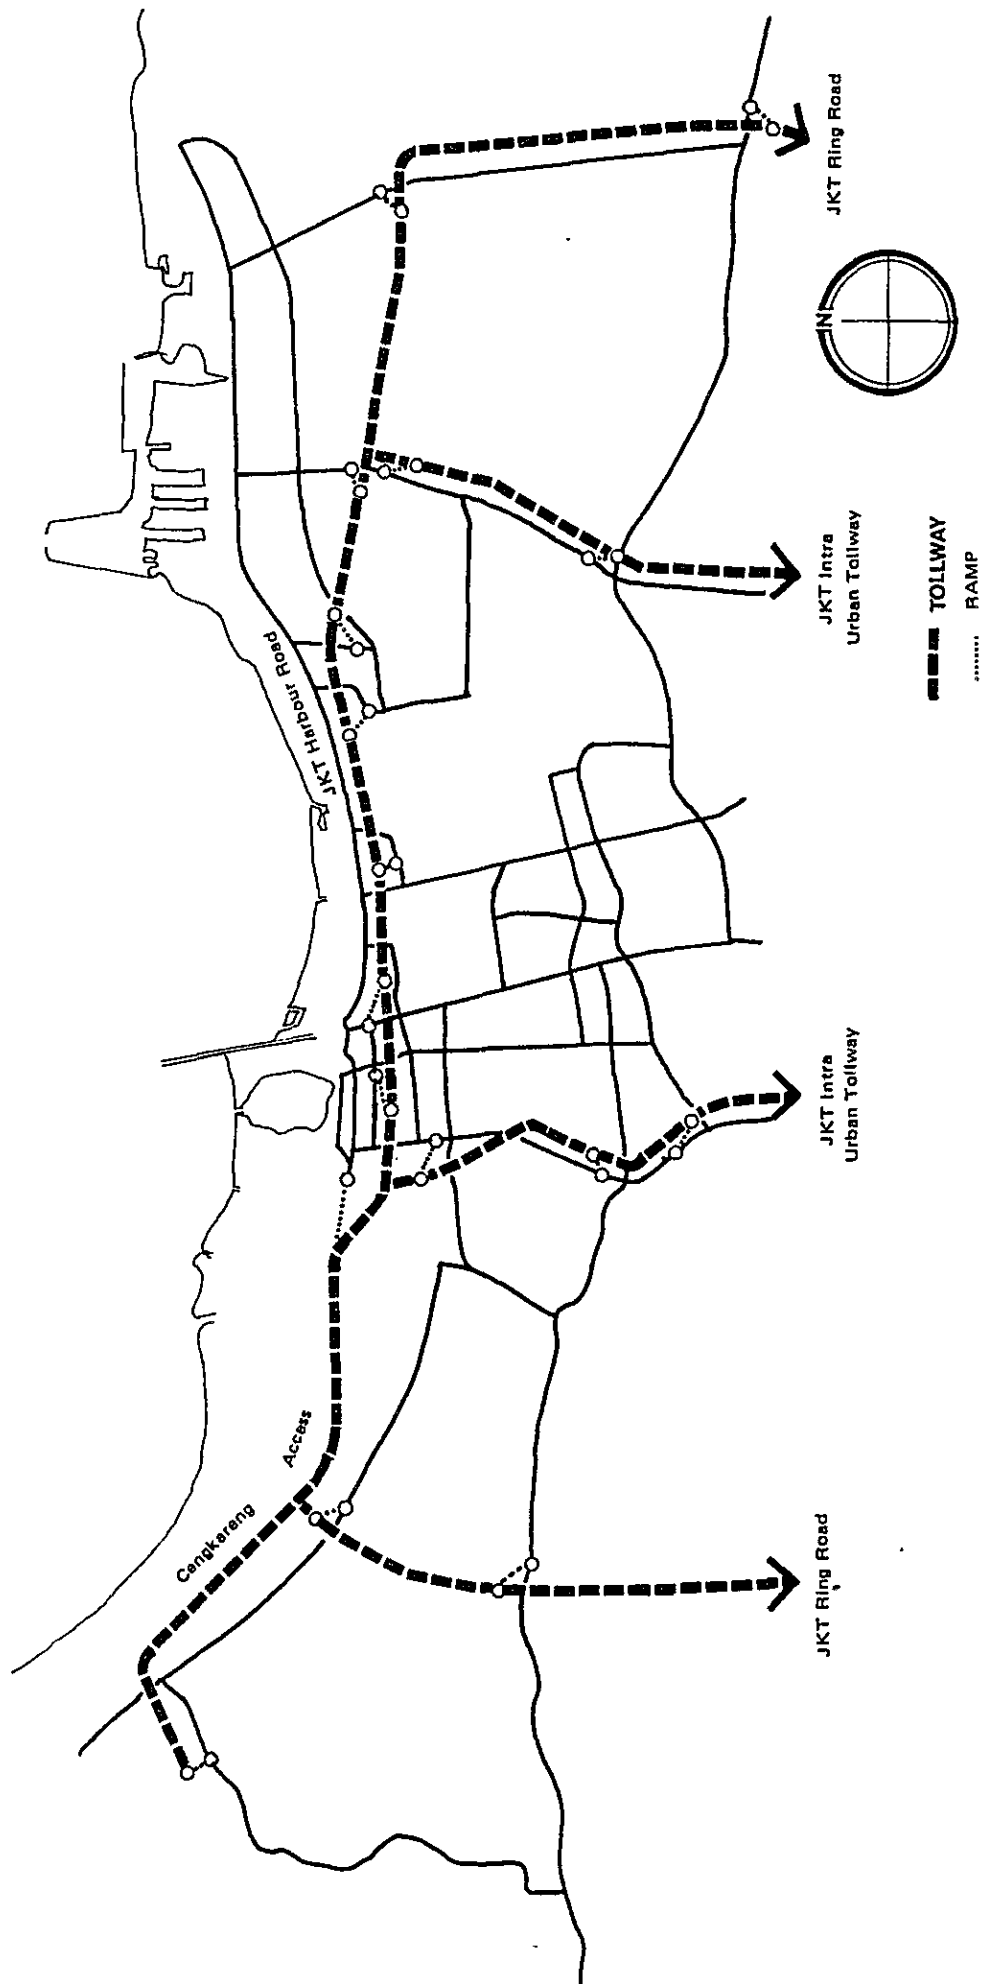 Cengkareng
Access
JKT Harbour Road
JKT Ring Road
JKT Intra
Urban Tollway
JKT Intra
Urban Tollway
JKT Ring Road
N
TOLLWAY
RAMP